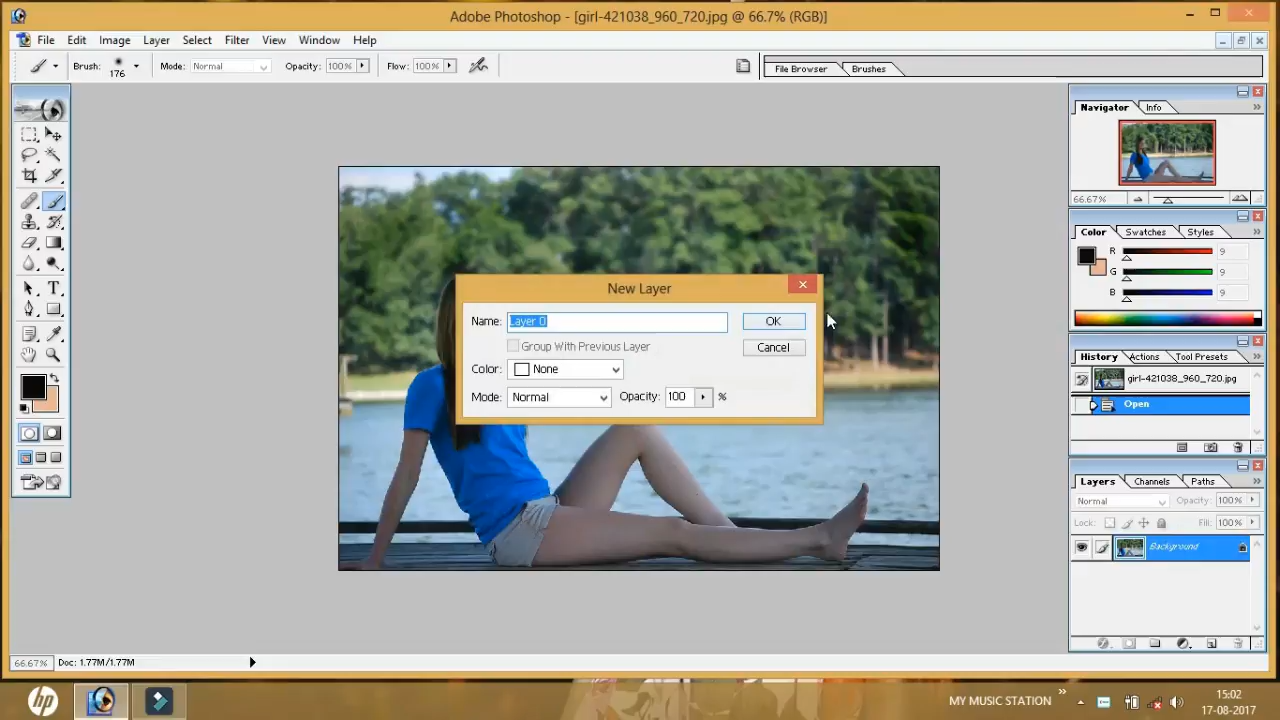 Adobe Photoshop - [girl-421038_960_720.jpg @ 66.7% (RGB)]
File Edit Image Layer Select Filter View Window Help
Brush: 176 Mode: Normal Opacity: 100% Flow: 100% File Browser Brushes
Navigator Info
66.67%
Color Swatches Styles
R 9
G 9
B 9
History Actions Tool Presets
girl-421038_960_720.jpg
Open
Layers Channels Paths
Normal Opacity: 100%
Lock: Fill: 100%
Background
New Layer
Name: Layer 0 OK
Group With Previous Layer Cancel
Color: None
Mode: Normal Opacity: 100 %
66.67% Doc: 1.77M/1.77M
hp MY MUSIC STATION 15:02
17-08-2017